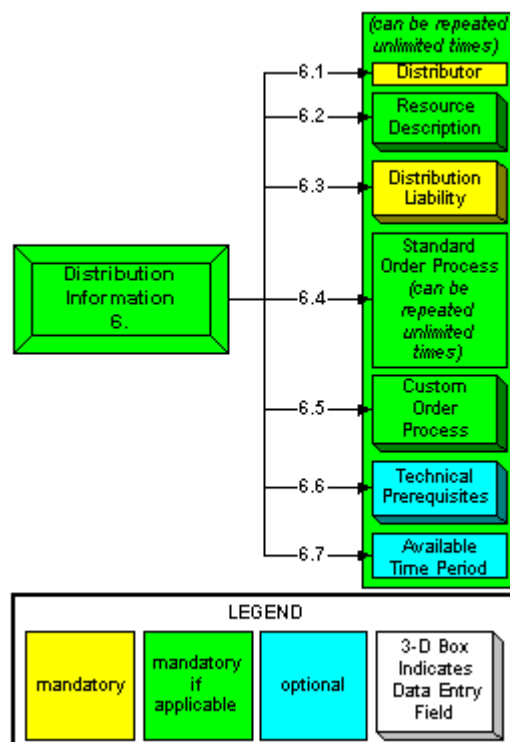 (can be repeated
unlimited times)
6.1
Distributor
6.2
Resource
Description
6.3
Distribution
Liability
Distribution
Information
6.
6.4
Standard
Order Process
(can be
repeated
unlimited
times)
6.5
Custom
Order
Process
6.6
Technical
Prerequisites
6.7
Available
Time Period
LEGEND
mandatory
mandatory
if
applicable
optional
3-D Box
Indicates
Data Entry
Field